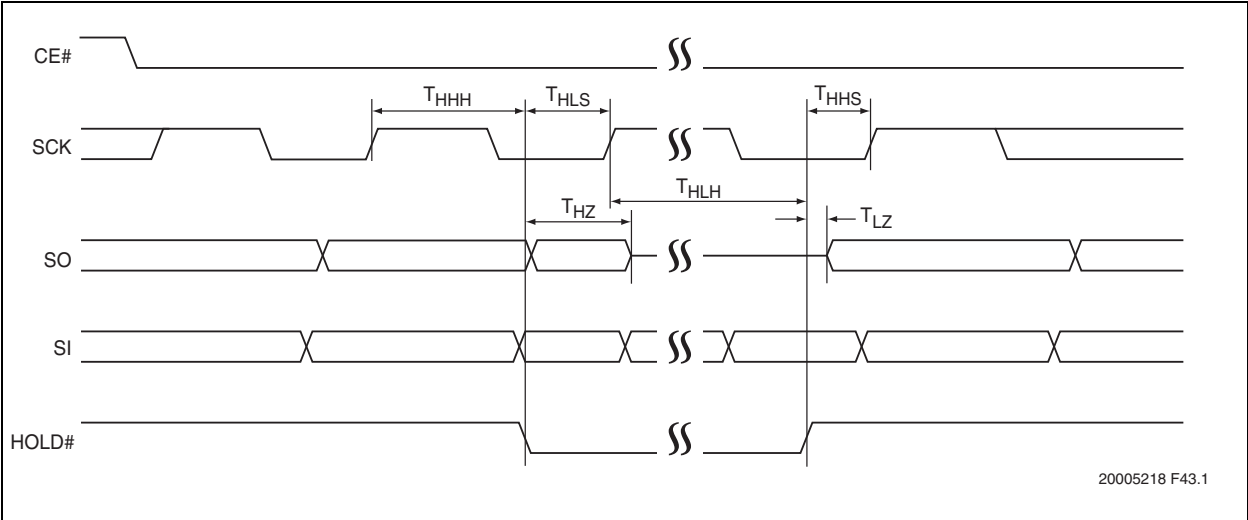 CE#
THHH
THLS
THHS
SCK
THLH
THZ
TLZ
SO
SI
HOLD#
20005218 F43.1